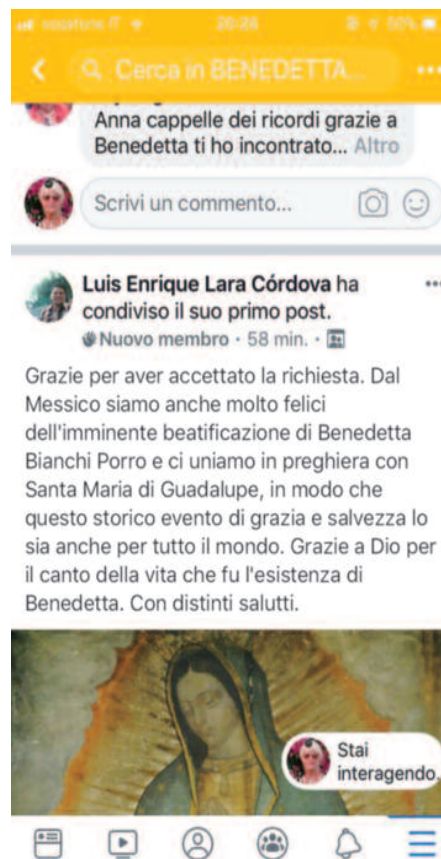 20:24
60%
Cerca in BENEDETTA...
Anna cappelle dei ricordi grazie a
Benedetta ti ho incontrato... Altro
Scrivi un commento...
Luis Enrique Lara Córdova ha
condiviso il suo primo post.
Nuovo membro · 58 min. ·
Grazie per aver accettato la richiesta. Dal
Messico siamo anche molto felici
dell'imminente beatificazione di Benedetta
Bianchi Porro e ci uniamo in preghiera con
Santa Maria di Guadalupe, in modo che
questo storico evento di grazia e salvezza lo
sia anche per tutto il mondo. Grazie a Dio per
il canto della vita che fu l'esistenza di
Benedetta. Con distinti salutti.
Stai
interagendo.